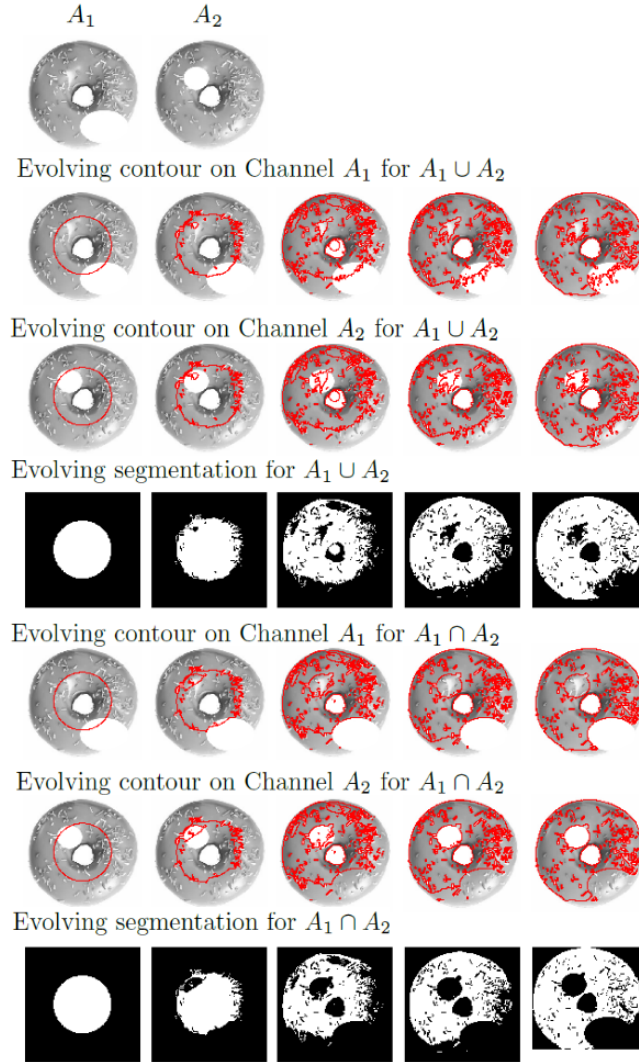 A₁ A₂
Evolving contour on Channel A₁ for A₁ ∪ A₂
Evolving contour on Channel A₂ for A₁ ∪ A₂
Evolving segmentation for A₁ ∪ A₂
Evolving contour on Channel A₁ for A₁ ∩ A₂
Evolving contour on Channel A₂ for A₁ ∩ A₂
Evolving segmentation for A₁ ∩ A₂